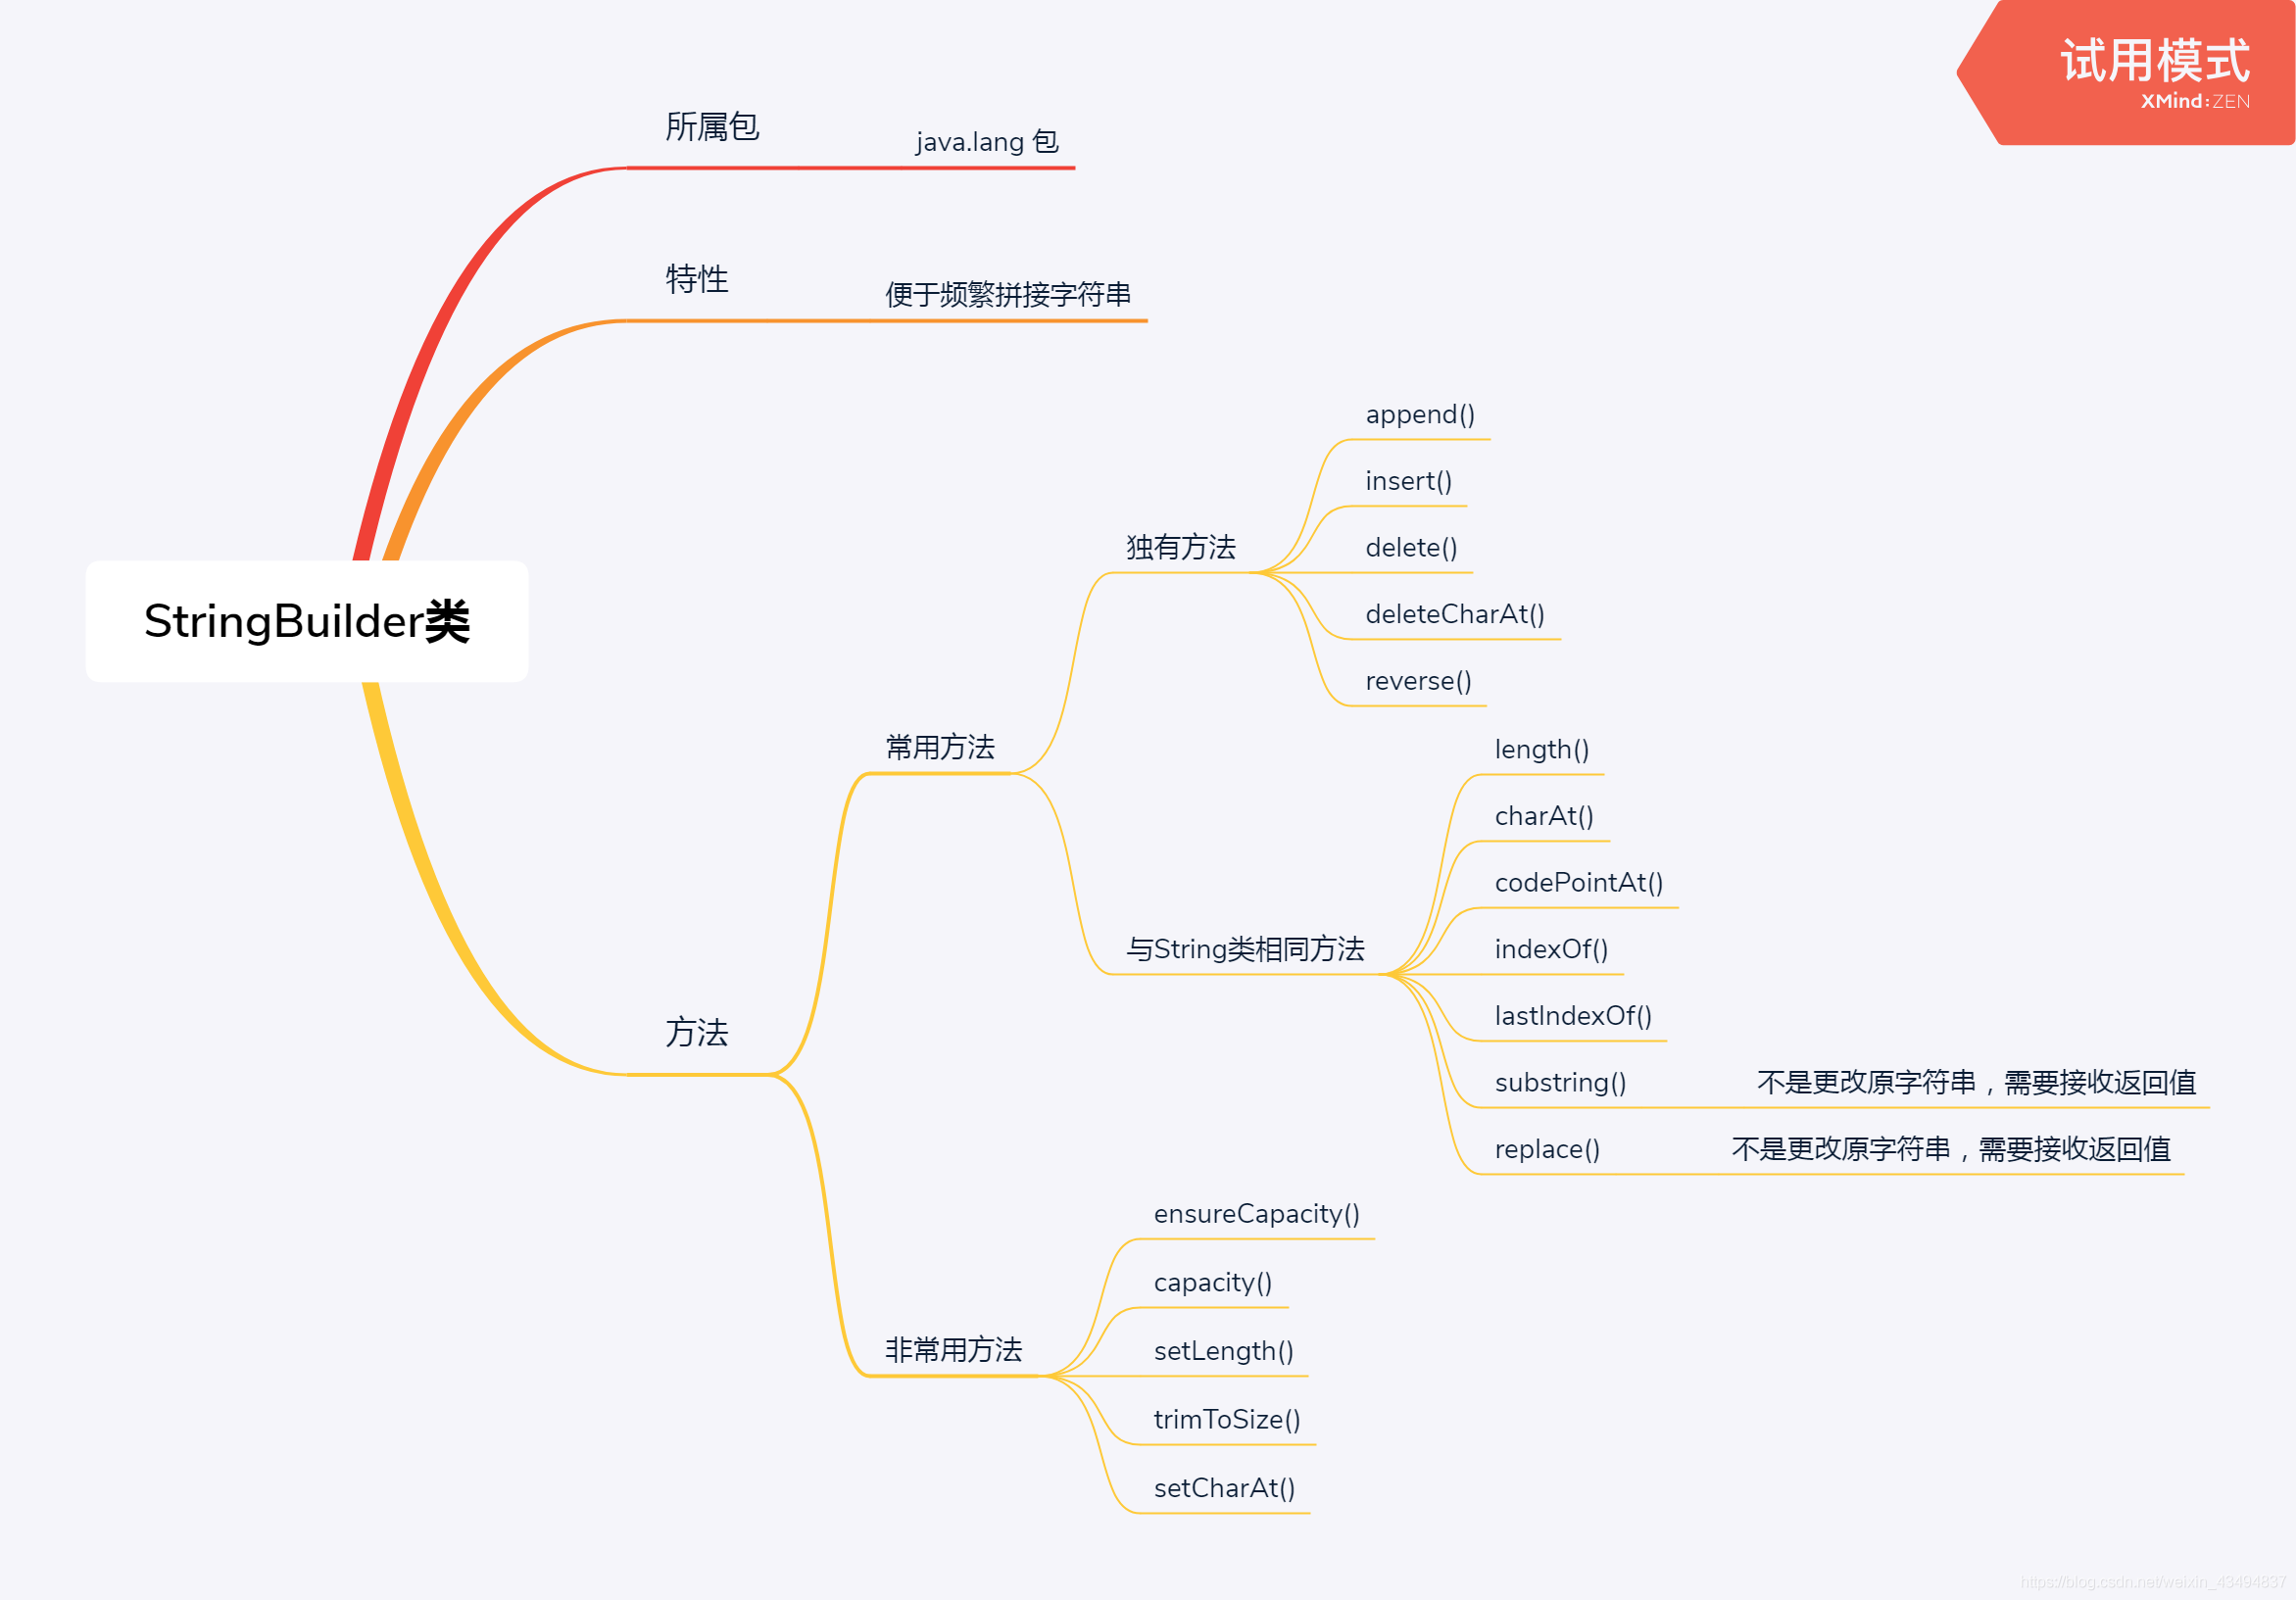 试用模式
XMind:ZEN
所属包
java.lang 包
特性
便于频繁拼接字符串
StringBuilder类
方法
常用方法
独有方法
append()
insert()
delete()
deleteCharAt()
reverse()
与String类相同方法
length()
charAt()
codePointAt()
indexOf()
lastIndexOf()
substring()
不是更改原字符串，需要接收返回值
replace()
不是更改原字符串，需要接收返回值
非常用方法
ensureCapacity()
capacity()
setLength()
trimToSize()
setCharAt()
https://blog.csdn.net/weixin_43494837